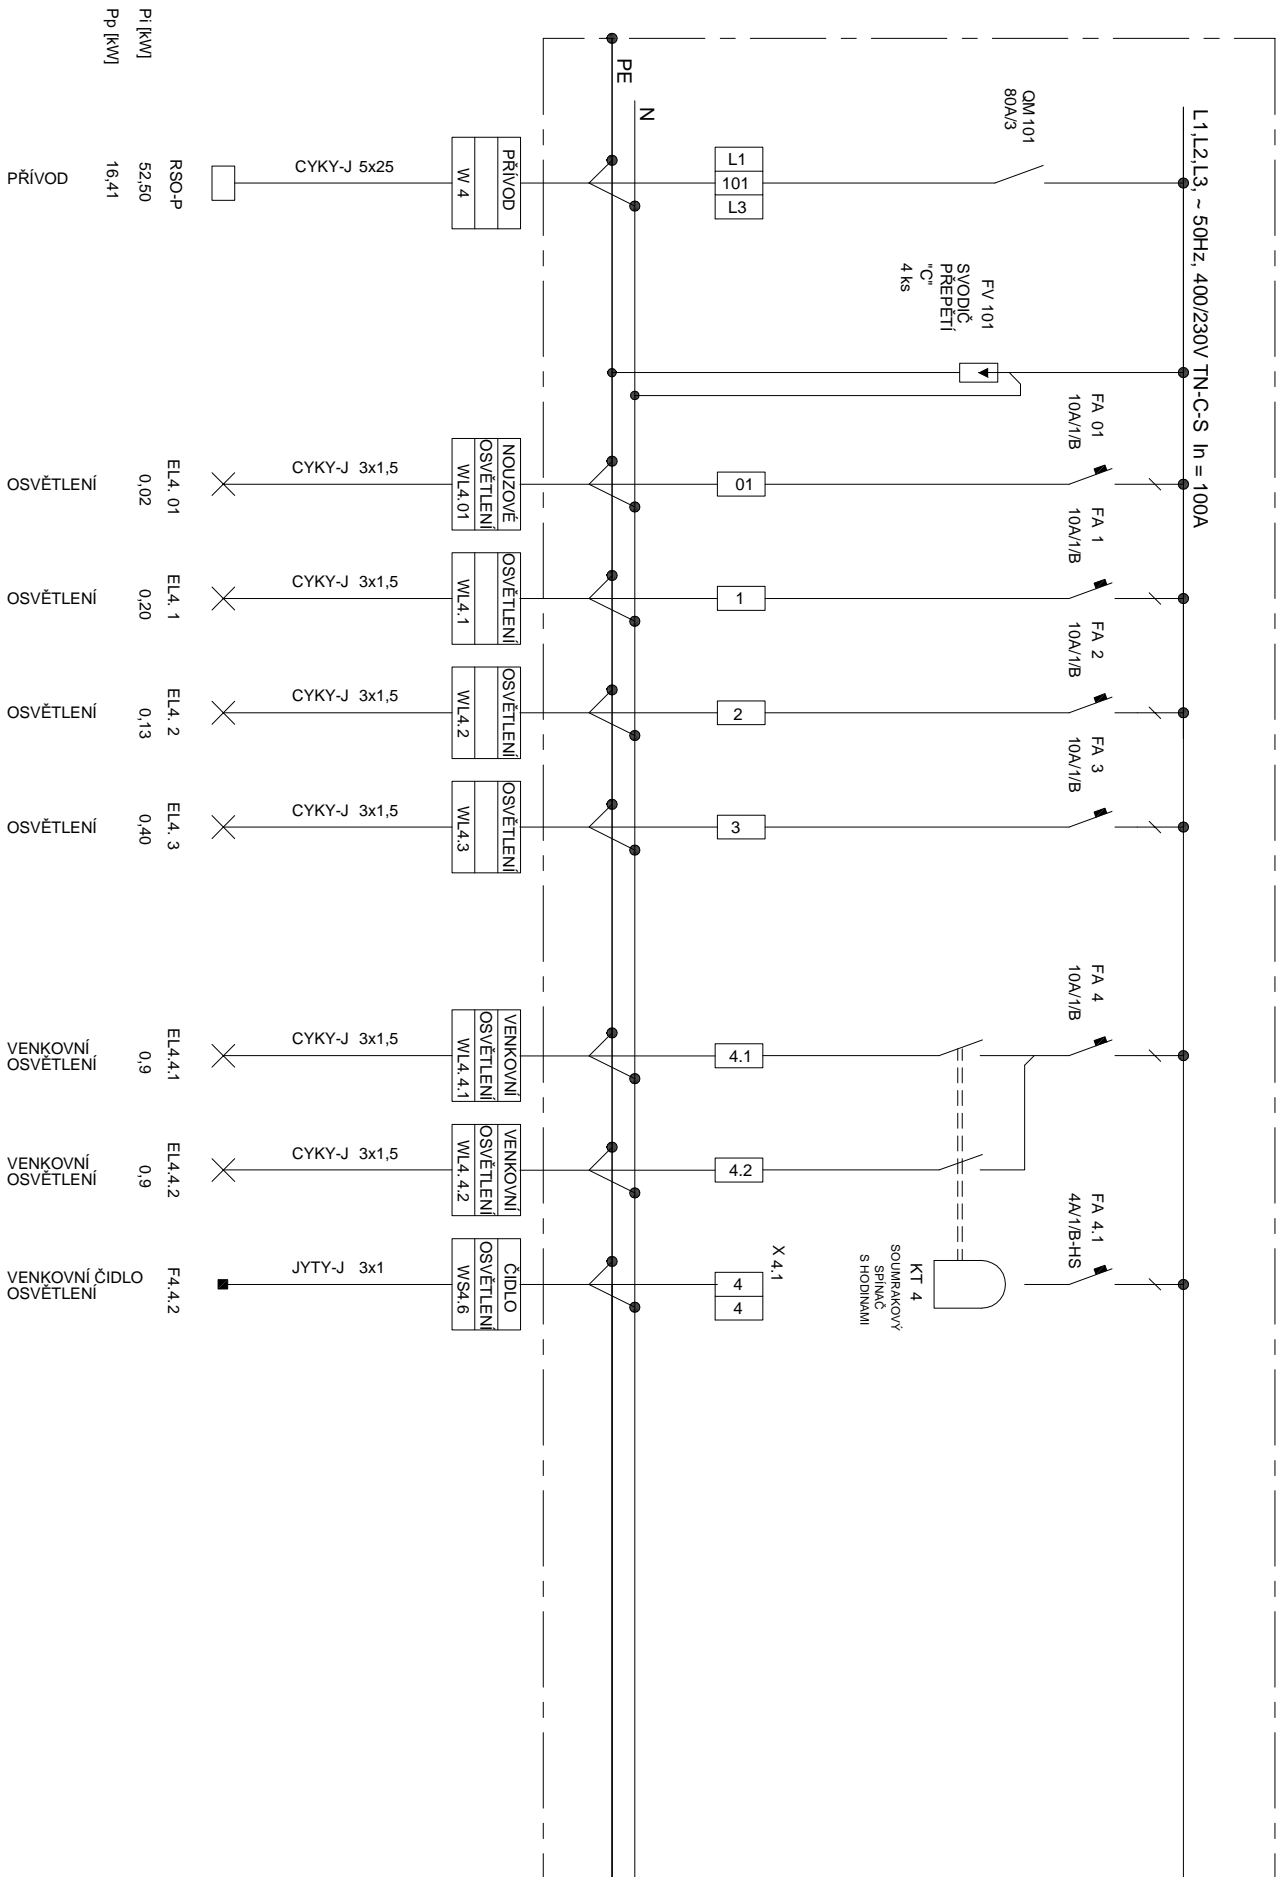 L1,L2,L3, ~ 50Hz, 400/230V TN-C-S In = 100A
PE
N
QM 101
80A/3
L1
101
L3
PŘÍVOD
W 4
CYKY-J 5x25
RSO-P
Pi [kW]
52,50
Pp [kW]
16,41
PŘÍVOD
FV 101
SVODIČ
PŘEPĚTÍ
"C"
4 ks
FA 01
10A/1/B
01
NOUZOVÉ
OSVĚTLENÍ
WL4.01
CYKY-J 3x1,5
EL4. 01
0,02
OSVĚTLENÍ
FA 1
10A/1/B
1
OSVĚTLENÍ
WL4.1
CYKY-J 3x1,5
EL4. 1
0,20
OSVĚTLENÍ
FA 2
10A/1/B
2
OSVĚTLENÍ
WL4.2
CYKY-J 3x1,5
EL4. 2
0,13
OSVĚTLENÍ
FA 3
10A/1/B
3
OSVĚTLENÍ
WL4.3
CYKY-J 3x1,5
EL4. 3
0,40
OSVĚTLENÍ
FA 4
10A/1/B
4.1
VENKOVNÍ
OSVĚTLENÍ
WL4.4.1
CYKY-J 3x1,5
EL4.4.1
0,9
VENKOVNÍ
OSVĚTLENÍ
4.2
VENKOVNÍ
OSVĚTLENÍ
WL4.4.2
CYKY-J 3x1,5
EL4.4.2
0,9
VENKOVNÍ
OSVĚTLENÍ
FA 4.1
4A/1/B-HS
KT 4
SOUMRAKOVÝ
SPÍNAČ
S HODINAMI
X 4.1
4
4
ČIDLO
OSVĚTLENÍ
WS4.6
JYTY-J 3x1
F4.4.2
VENKOVNÍ ČIDLO
OSVĚTLENÍ